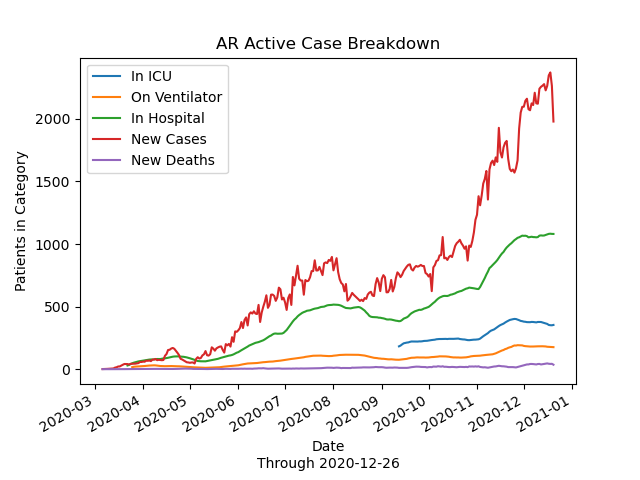 AR Active Case Breakdown
In ICU
On Ventilator
In Hospital
New Cases
New Deaths
Patients in Category
2000
1500
1000
500
0
2020-03
2020-04
2020-05
2020-06
2020-07
2020-08
2020-09
2020-10
2020-11
2020-12
2021-01
Date
Through 2020-12-26